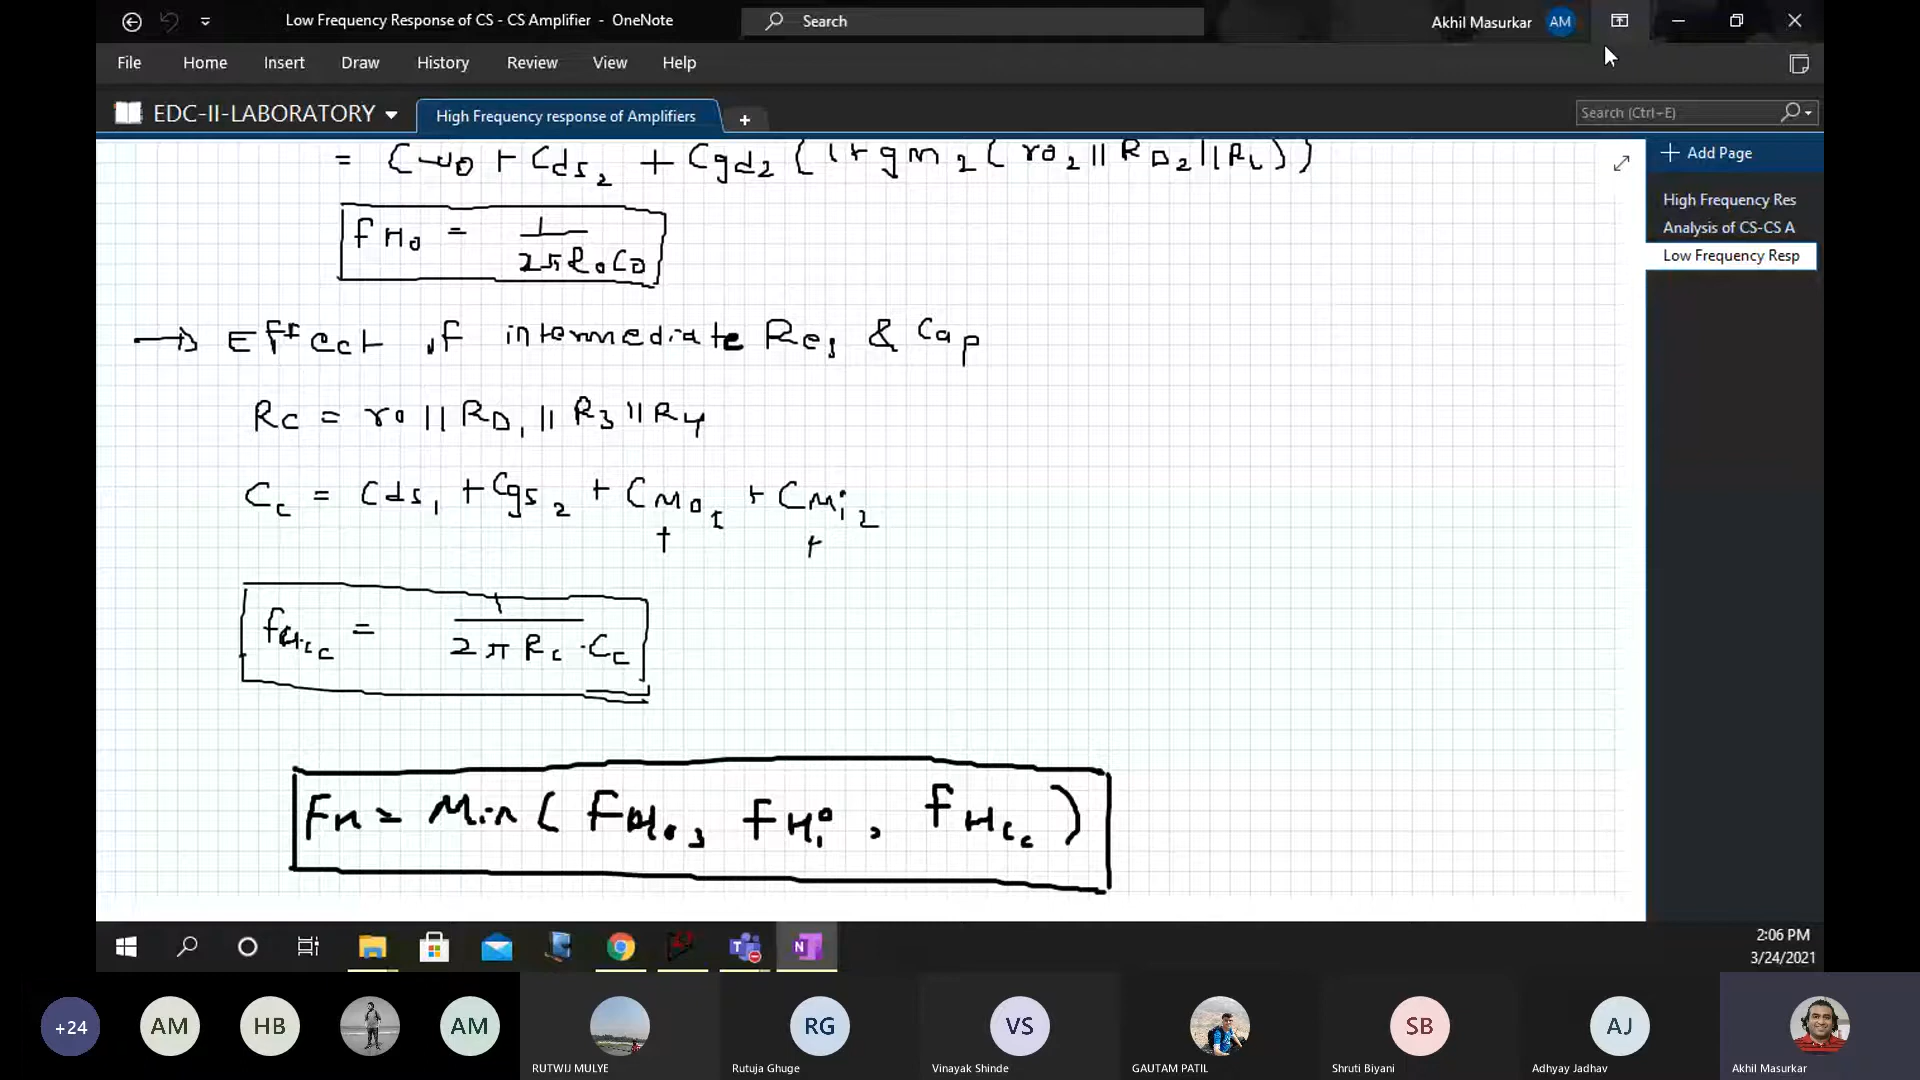 Low Frequency Response of CS - CS Amplifier - OneNote
Search
Akhil Masurkar
AM
File Home Insert Draw History Review View Help
EDC-II-LABORATORY
High Frequency response of Amplifiers
+
Search (Ctrl+E)
Add Page
High Frequency Res
Analysis of CS-CS A
Low Frequency Resp
= Cwo + Cds2 + Cgd2 (1+gm2(ro2||RD2||RL))
fHo = 1/2πRoCo
→ Effect of intermediate Res & Cap
Rc = ro || RD1 || R3 || R4
Cc = Cds1 + Cgs2 + CMo1 + CMi2
fHcc = 1/2πRc·Cc
FH = Min ( fHo, fHi, fHcc )
2:06 PM
3/24/2021
+24
AM
HB
AM
RG
VS
SB
AJ
RUTWIJ MULYE
Rutuja Ghuge
Vinayak Shinde
GAUTAM PATIL
Shruti Biyani
Adhyay Jadhav
Akhil Masurkar